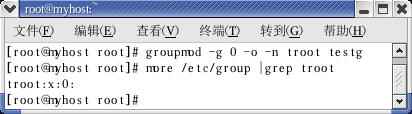 root@myhost:~
文件(F) 编辑(E) 查看(V) 终端(T) 转到(G) 帮助(H)
[root@myhost root]# groupmod -g 0 -o -n troot testg
[root@myhost root]# more /etc/group |grep troot
troot:x:0:
[root@myhost root]#